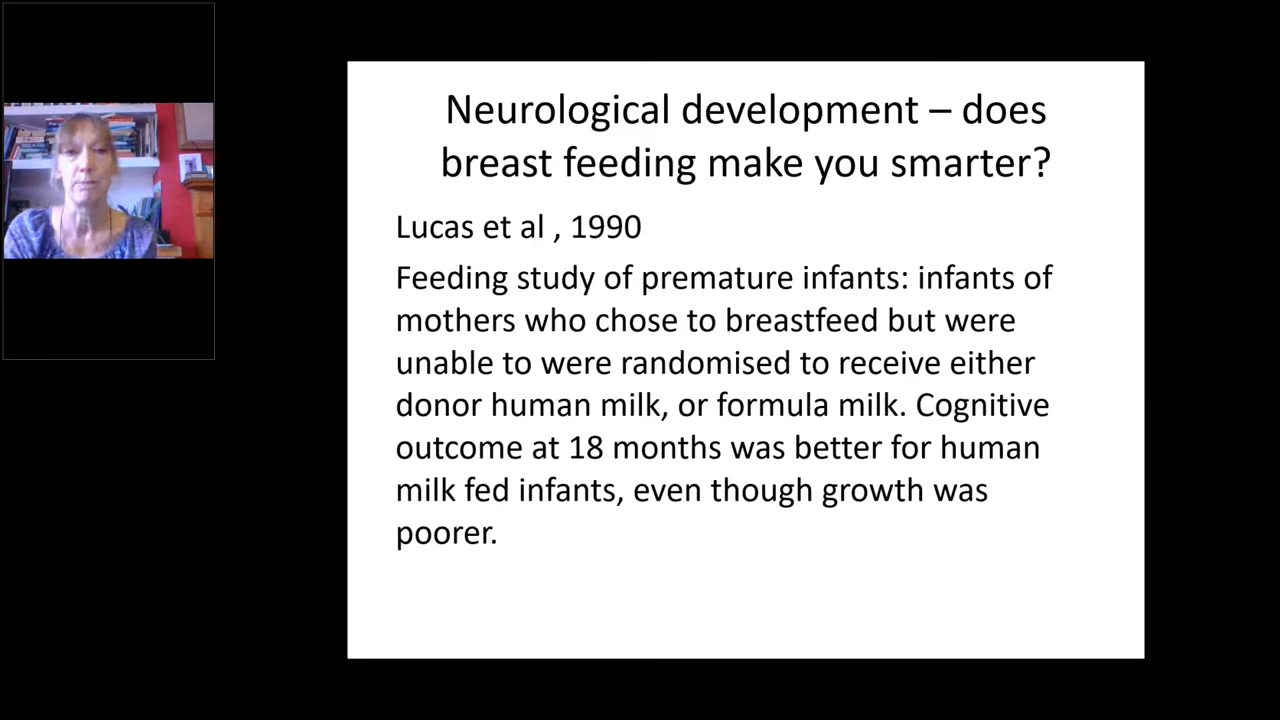 Neurological development – does
breast feeding make you smarter?
Lucas et al , 1990
Feeding study of premature infants: infants of
mothers who chose to breastfeed but were
unable to were randomised to receive either
donor human milk, or formula milk. Cognitive
outcome at 18 months was better for human
milk fed infants, even though growth was
poorer.